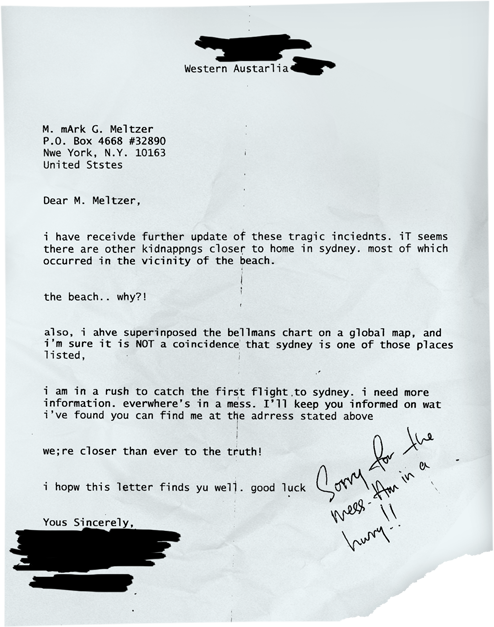 Western Austarlia
M. mArk G. Meltzer
P.O. Box 4668 #32890
Nwe York, N.Y. 10163
United Ststes
Dear M. Meltzer,
i have receivde further update of these tragic inciednts. iT seems
there are other kidnappngs closer to home in sydney. most of which
occurred in the vicinity of the beach.
the beach.. why?!
also, i ahve superinposed the bellmans chart on a global map, and
i'm sure it is NOT a coincidence that sydney is one of those places
listed,
i am in a rush to catch the first flight to sydney. i need more
information. everwhere's in a mess. I'll keep you informed on wat
i've found you can find me at the adrress stated above
we;re closer than ever to the truth!
i hopw this letter finds yu well. good luck
Sorry for the
mess. Am in a
hurry!!
Yous Sincerely,